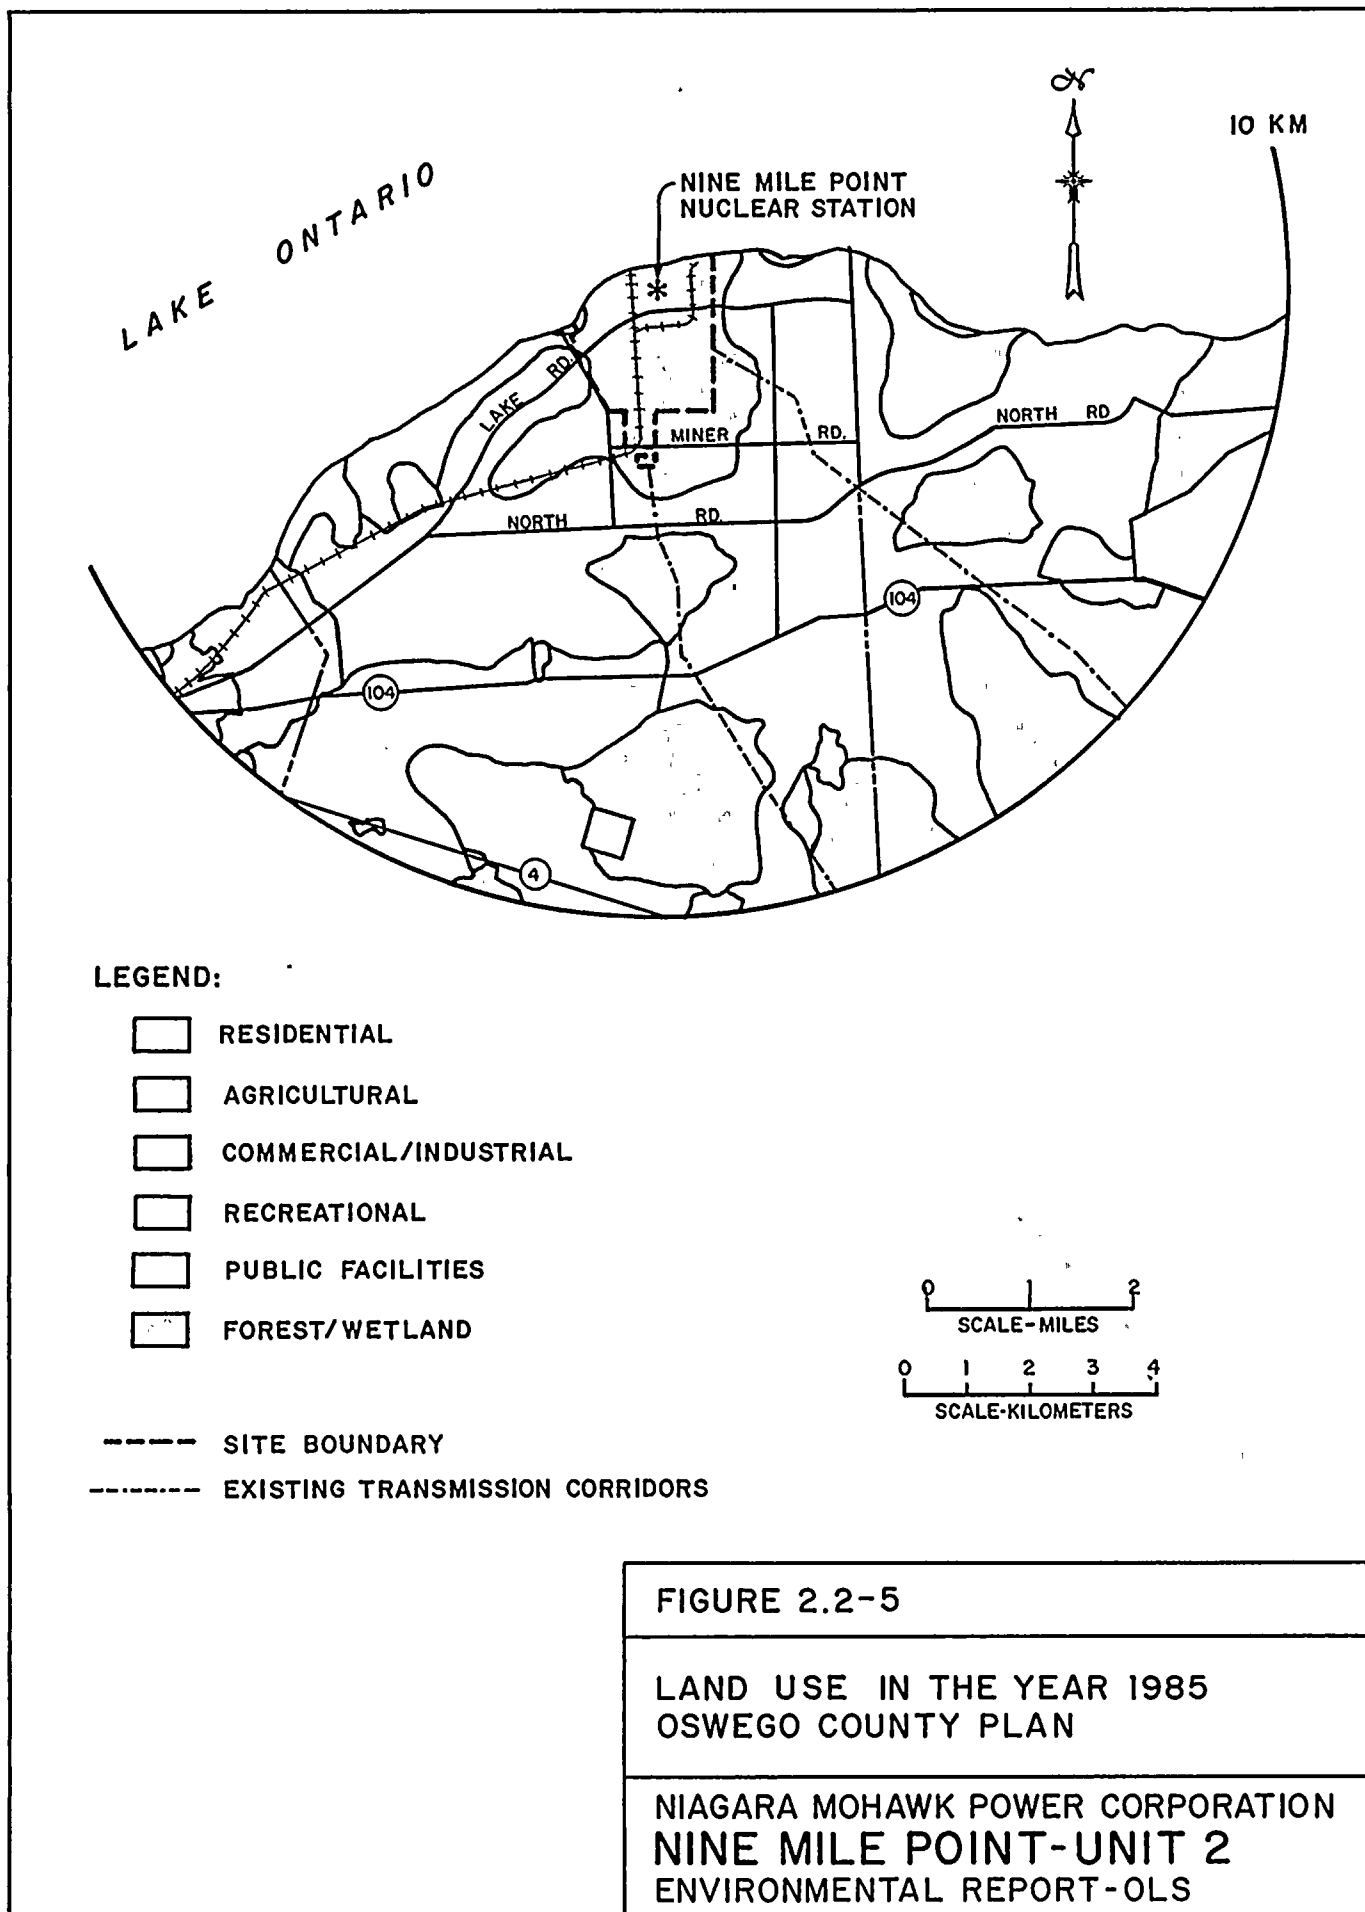 N
10 KM
LAKE ONTARIO
NINE MILE POINT
NUCLEAR STATION
LAKE RD.
MINER RD.
NORTH RD
NORTH RD.
104
104
4
LEGEND:
RESIDENTIAL
AGRICULTURAL
COMMERCIAL/INDUSTRIAL
RECREATIONAL
PUBLIC FACILITIES
FOREST/WETLAND
0 1 2
SCALE-MILES
0 1 2 3 4
SCALE-KILOMETERS
SITE BOUNDARY
EXISTING TRANSMISSION CORRIDORS
FIGURE 2.2-5
LAND USE IN THE YEAR 1985
OSWEGO COUNTY PLAN
NIAGARA MOHAWK POWER CORPORATION
NINE MILE POINT-UNIT 2
ENVIRONMENTAL REPORT-OLS